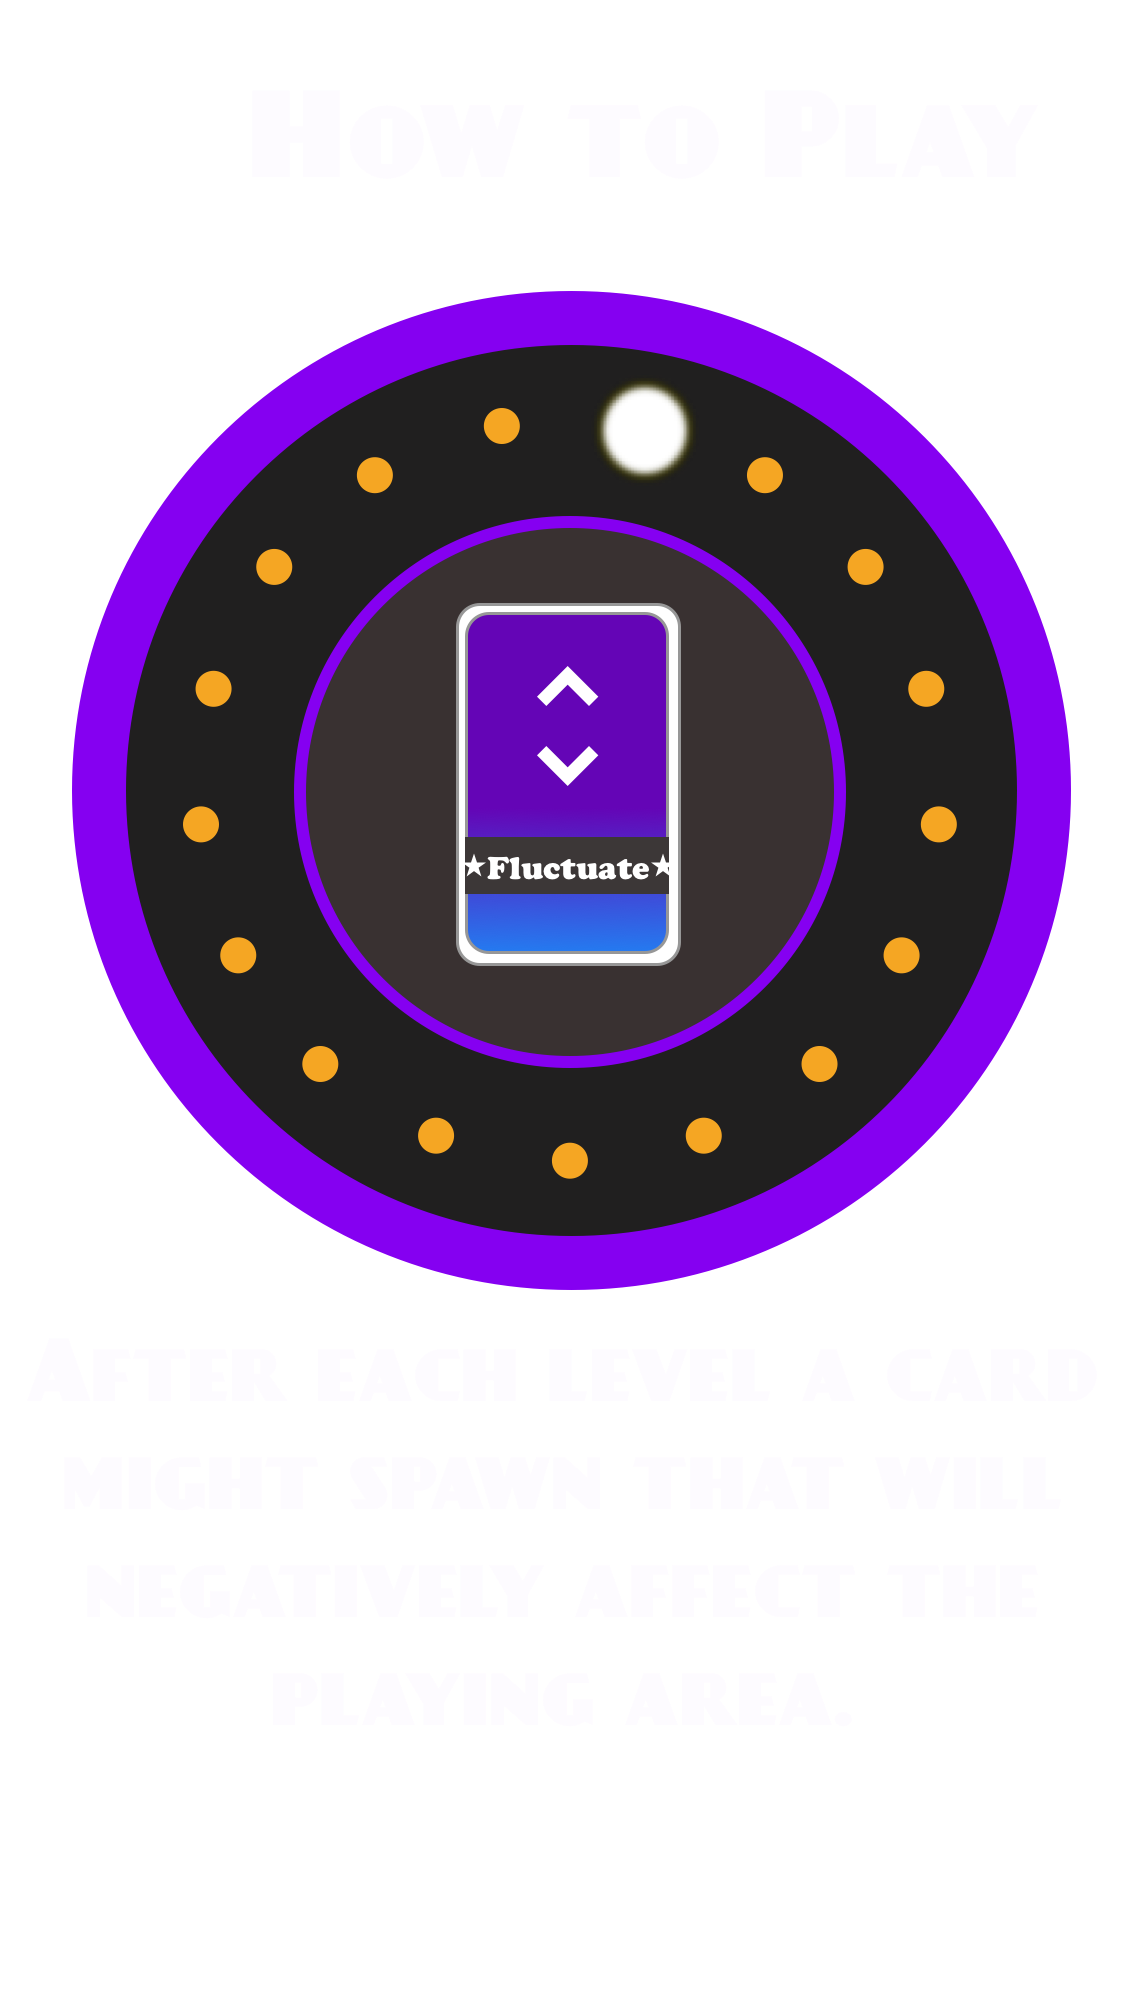 How to Play
★Fluctuate★
After each level a card
might spawn that will
negatively affect the
playing area.